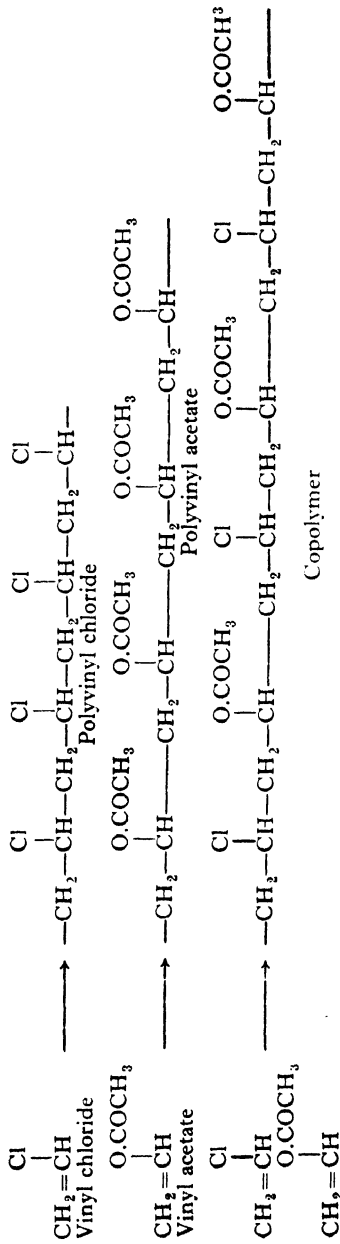 Cl Cl Cl Cl Cl
CH₂=CH ⟶ —CH₂—CH—CH₂—CH—CH₂—CH—CH₂—CH—
Vinyl chloride Polyvinyl chloride
O.COCH₃ O.COCH₃ O.COCH₃ O.COCH₃ O.COCH₃
CH₂=CH ⟶ —CH₂—CH—CH₂—CH—CH₂—CH—CH₂—CH—
Vinyl acetate Polyvinyl acetate
Cl Cl O.COCH₃ Cl O.COCH₃ Cl O.COCH³
CH₂=CH ⟶ —CH₂—CH—CH₂—CH—CH₂—CH—CH₂—CH—CH₂—CH—CH₂—CH—
O.COCH₃
CH₂=CH
Copolymer